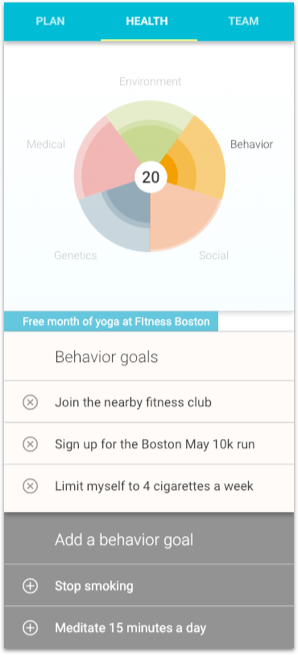 PLAN HEALTH TEAM
Environment
Medical
Behavior
20
Genetics
Social
Free month of yoga at Fitness Boston
Behavior goals
Join the nearby fitness club
Sign up for the Boston May 10k run
Limit myself to 4 cigarettes a week
Add a behavior goal
Stop smoking
Meditate 15 minutes a day